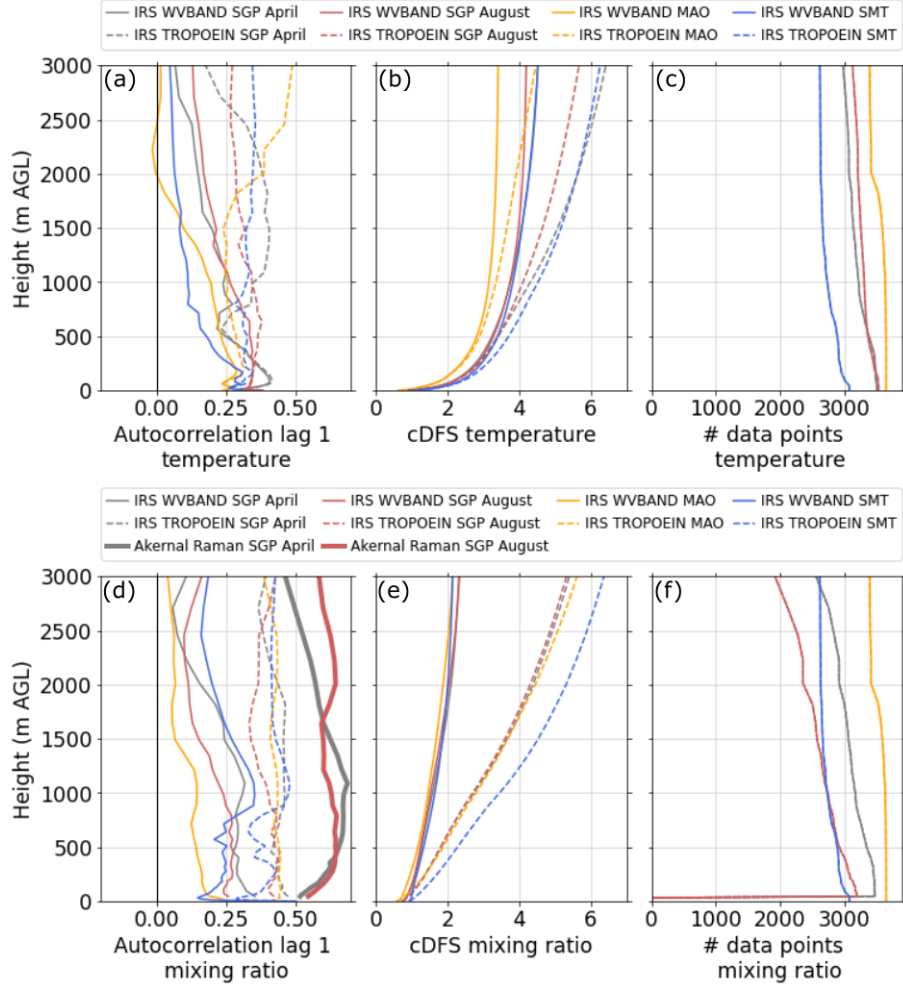 IRS WVBAND SGP April IRS WVBAND SGP August IRS WVBAND MAO IRS WVBAND SMT
IRS TROPOEIN SGP April IRS TROPOEIN SGP August IRS TROPOEIN MAO IRS TROPOEIN SMT
(a) (b) (c)
3000
2500
2000
1500
1000
500
0
Height (m AGL)
0.00 0.25 0.50 0 2 4 6 0 1000 2000 3000
Autocorrelation lag 1 cDFS temperature # data points
temperature temperature
IRS WVBAND SGP April IRS WVBAND SGP August IRS WVBAND MAO IRS WVBAND SMT
IRS TROPOEIN SGP April IRS TROPOEIN SGP August IRS TROPOEIN MAO IRS TROPOEIN SMT
Akernal Raman SGP April Akernal Raman SGP August
(d) (e) (f)
3000
2500
2000
1500
1000
500
0
Height (m AGL)
0.00 0.25 0.50 0 2 4 6 0 1000 2000 3000
Autocorrelation lag 1 cDFS mixing ratio # data points
mixing ratio mixing ratio